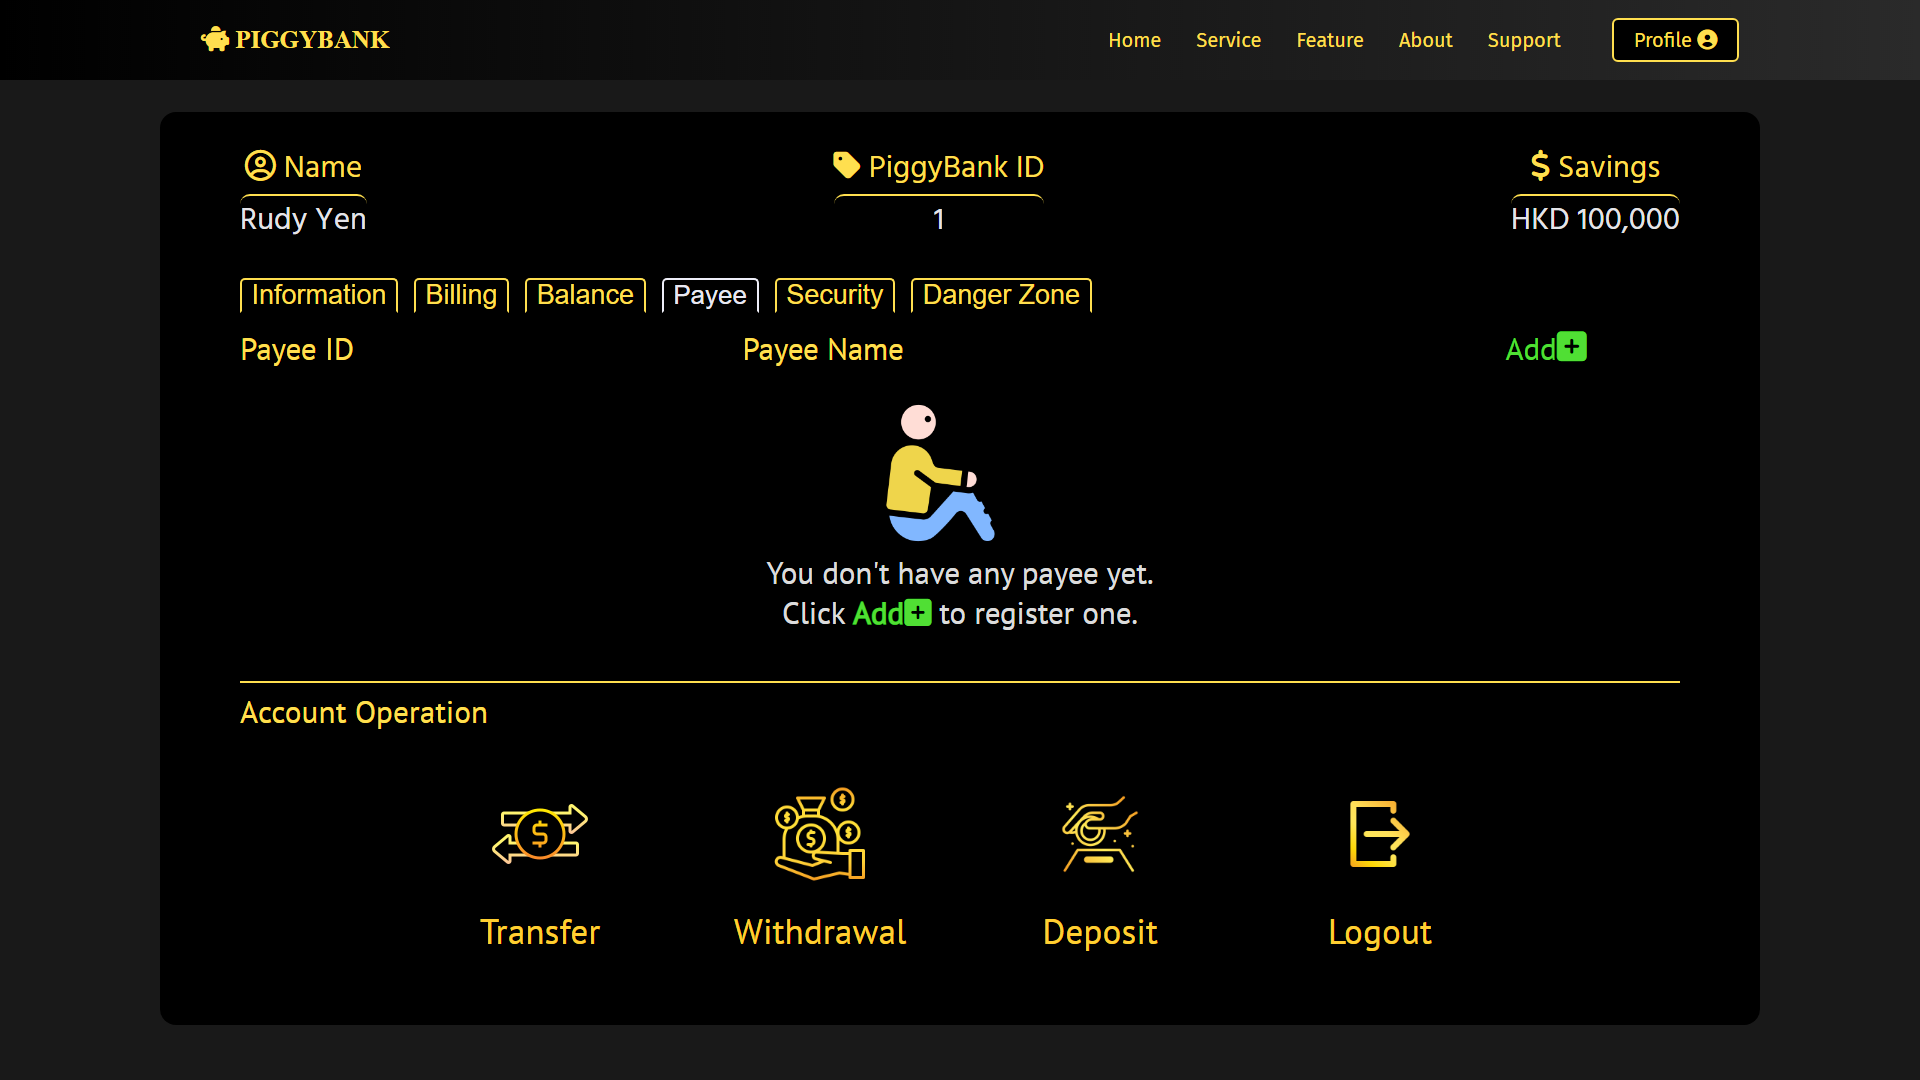 PIGGYBANK
Home Service Feature About Support Profile
Name PiggyBank ID Savings
Rudy Yen 1 HKD 100,000
Information Billing Balance Payee Security Danger Zone
Payee ID Payee Name Add
You don't have any payee yet.
Click Add to register one.
Account Operation
Transfer Withdrawal Deposit Logout